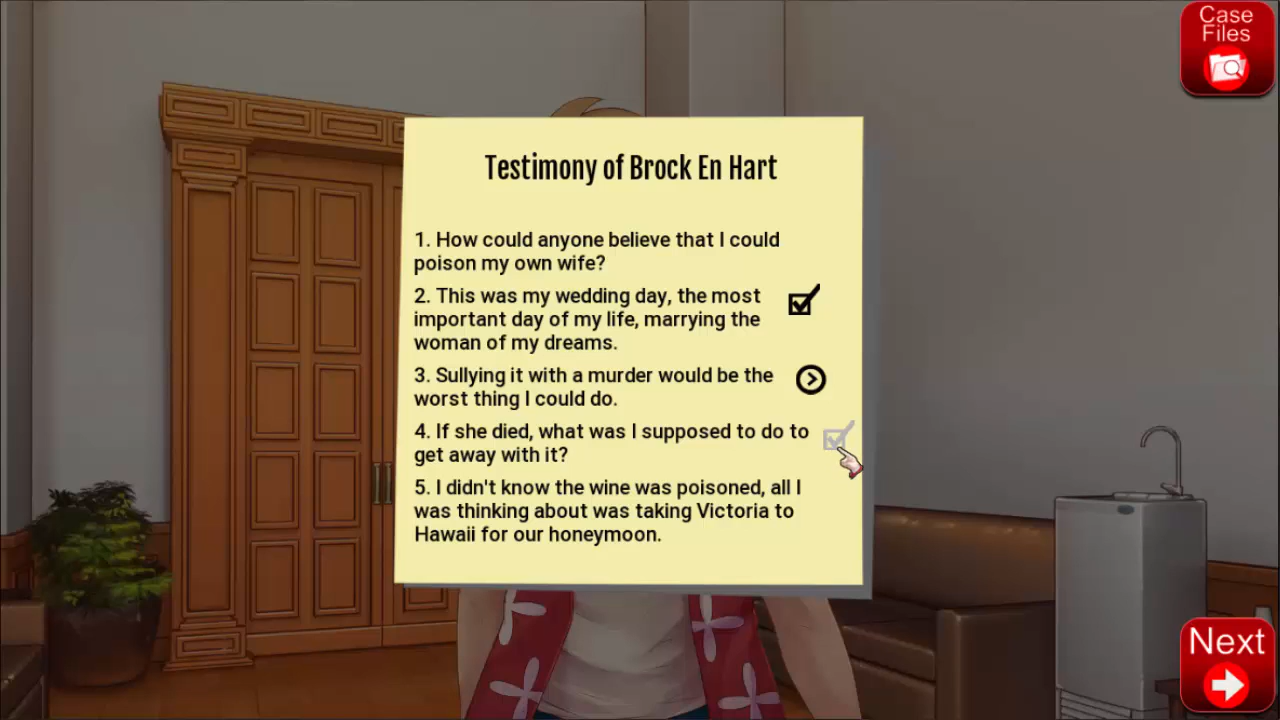 Case
Files
Testimony of Brock En Hart
1. How could anyone believe that I could
poison my own wife?
2. This was my wedding day, the most
important day of my life, marrying the
woman of my dreams.
3. Sullying it with a murder would be the
worst thing I could do.
4. If she died, what was I supposed to do to
get away with it?
5. I didn't know the wine was poisoned, all I
was thinking about was taking Victoria to
Hawaii for our honeymoon.
Next